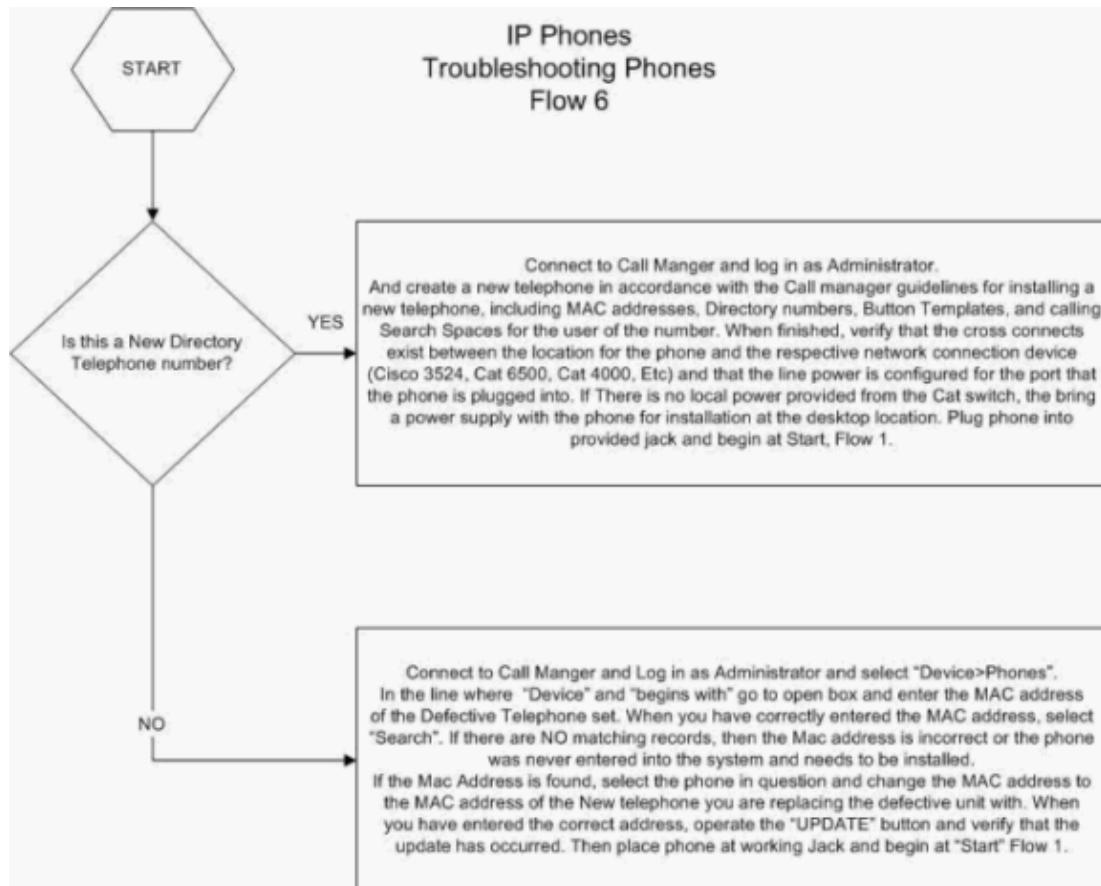 IP Phones
Troubleshooting Phones
Flow 6
START
Is this a New Directory
Telephone number?
YES
Connect to Call Manger and log in as Administrator.
And create a new telephone in accordance with the Call manager guidelines for installing a
new telephone, including MAC addresses, Directory numbers, Button Templates, and calling
Search Spaces for the user of the number. When finished, verify that the cross connects
exist between the location for the phone and the respective network connection device
(Cisco 3524, Cat 6500, Cat 4000, Etc) and that the line power is configured for the port that
the phone is plugged into. If There is no local power provided from the Cat switch, the bring
a power supply with the phone for installation at the desktop location. Plug phone into
provided jack and begin at Start, Flow 1.
NO
Connect to Call Manger and Log in as Administrator and select “Device>Phones”.
In the line where “Device” and “begins with” go to open box and enter the MAC address
of the Defective Telephone set. When you have correctly entered the MAC address, select
“Search”. If there are NO matching records, then the Mac address is incorrect or the phone
was never entered into the system and needs to be installed.
If the Mac Address is found, select the phone in question and change the MAC address to
the MAC address of the New telephone you are replacing the defective unit with. When
you have entered the correct address, operate the “UPDATE” button and verify that the
update has occurred. Then place phone at working Jack and begin at “Start” Flow 1.